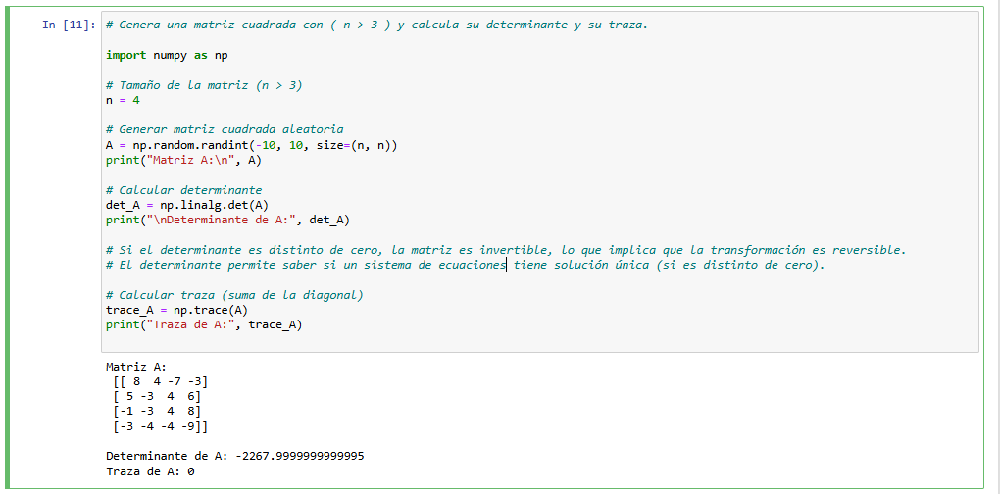 In [11]: # Genera una matriz cuadrada con ( n > 3 ) y calcula su determinante y su traza.
import numpy as np
# Tamaño de la matriz (n > 3)
n = 4
# Generar matriz cuadrada aleatoria
A = np.random.randint(-10, 10, size=(n, n))
print("Matriz A:\n", A)
# Calcular determinante
det_A = np.linalg.det(A)
print("\nDeterminante de A:", det_A)
# Si el determinante es distinto de cero, la matriz es invertible, lo que implica que la transformación es reversible.
# El determinante permite saber si un sistema de ecuaciones tiene solución única (si es distinto de cero).
# Calcular traza (suma de la diagonal)
trace_A = np.trace(A)
print("Traza de A:", trace_A)
Matriz A:
[[ 8  4 -7 -3]
[ 5 -3  4  6]
[-1 -3  4  8]
[-3 -4 -4 -9]]
Determinante de A: -2267.9999999999995
Traza de A: 0